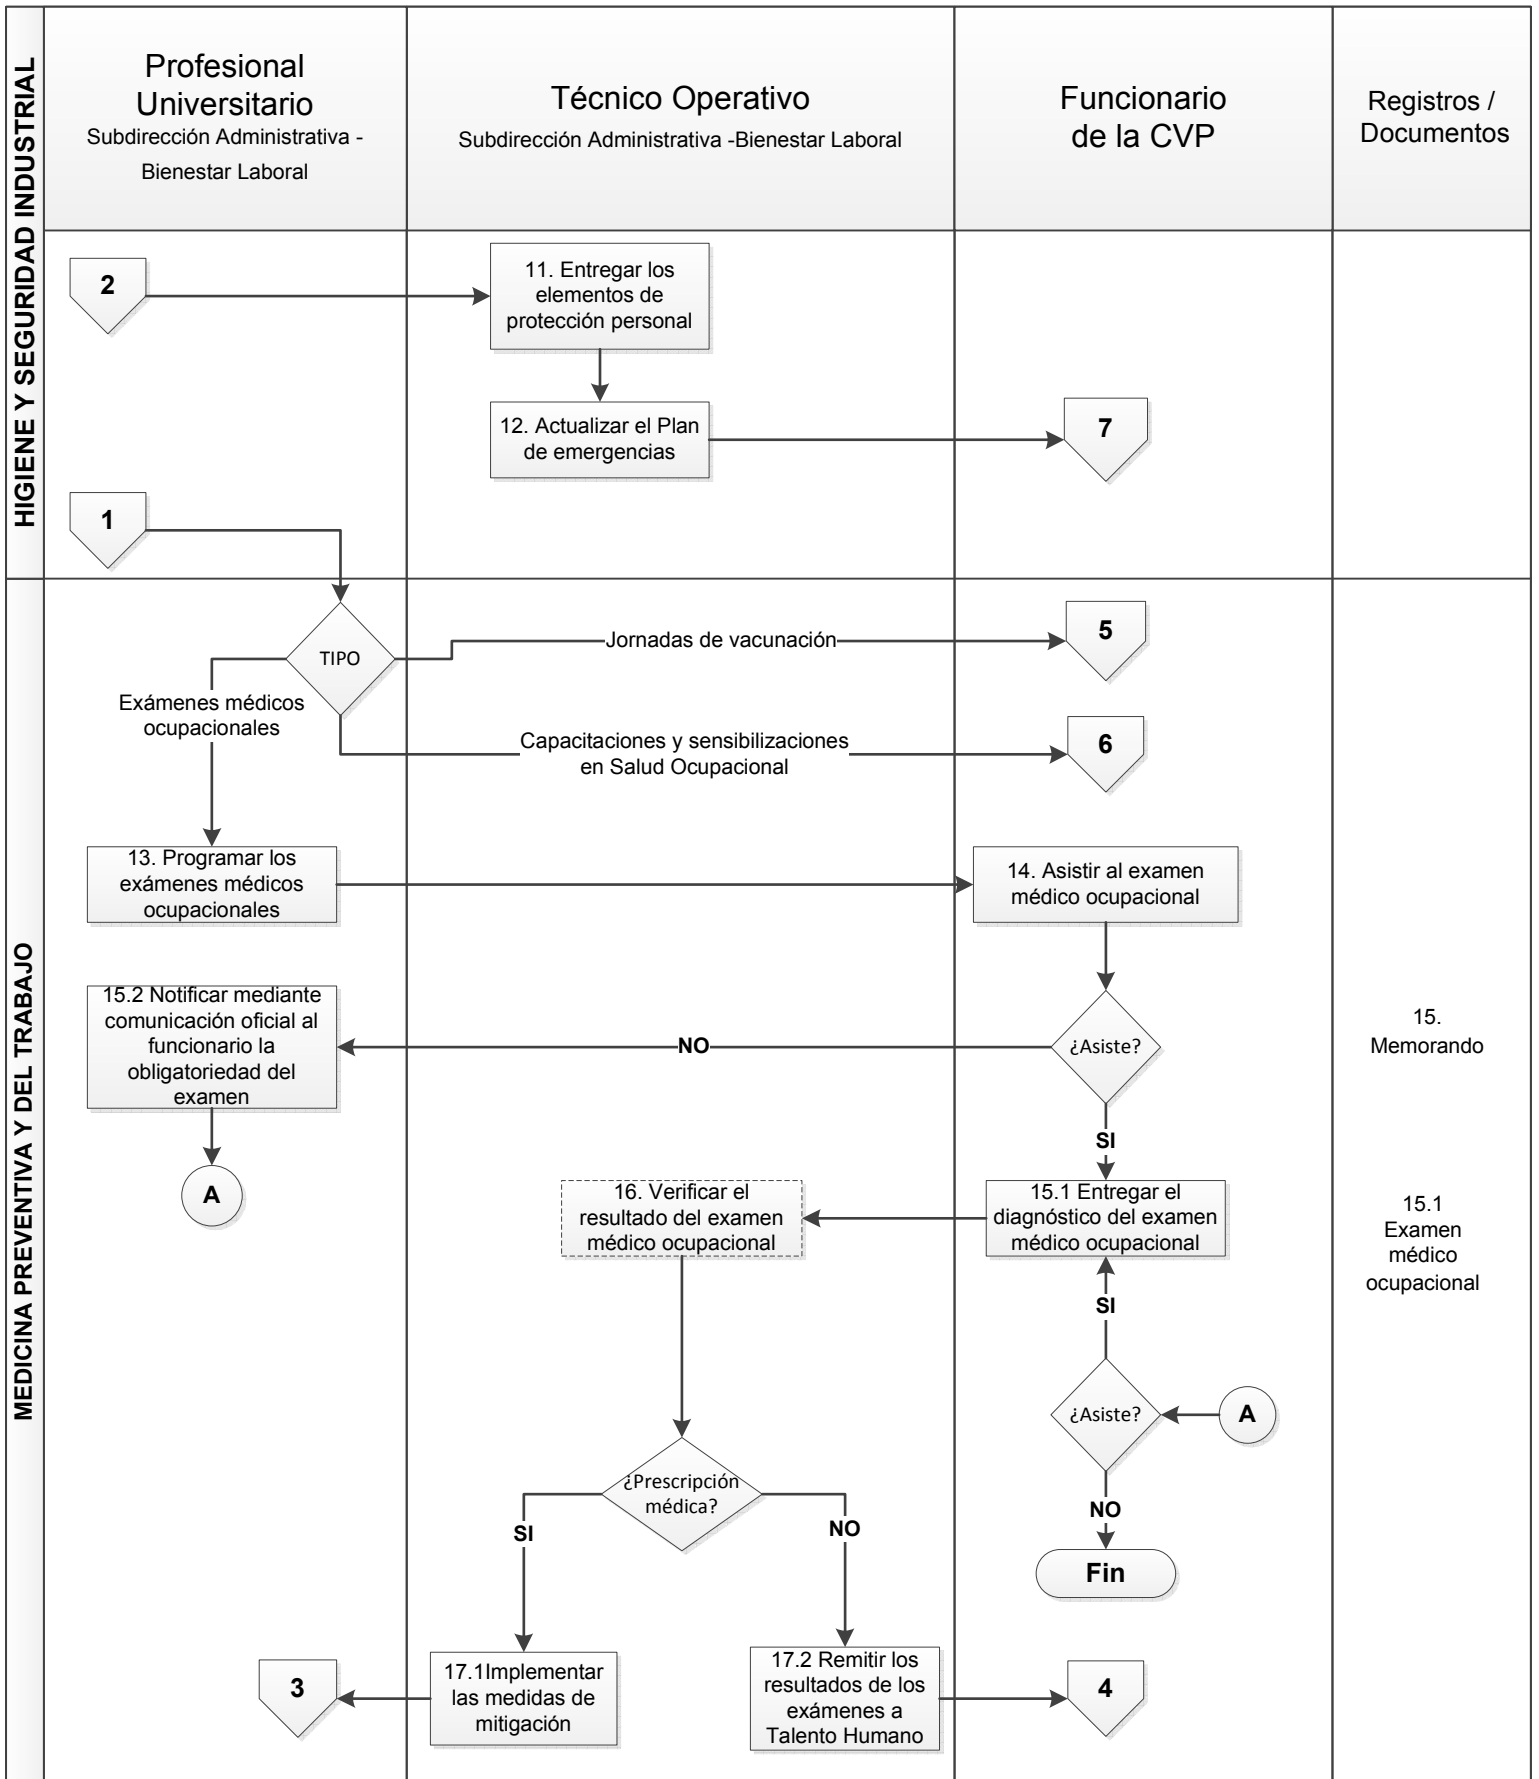 HIGIENE Y SEGURIDAD INDUSTRIAL
Profesional
Universitario
Subdirección Administrativa -
Bienestar Laboral
Técnico Operativo
Subdirección Administrativa -Bienestar Laboral
Funcionario
de la CVP
Registros /
Documentos
2
11. Entregar los
elementos de
protección personal
12. Actualizar el Plan
de emergencias
7
1
MEDICINA PREVENTIVA Y DEL TRABAJO
TIPO
Jornadas de vacunación
5
Exámenes médicos
ocupacionales
Capacitaciones y sensibilizaciones
en Salud Ocupacional
6
13. Programar los
exámenes médicos
ocupacionales
14. Asistir al examen
médico ocupacional
15.2 Notificar mediante
comunicación oficial al
funcionario la
obligatoriedad del
examen
NO
¿Asiste?
15.
Memorando
SI
A
16. Verificar el
resultado del examen
médico ocupacional
15.1 Entregar el
diagnóstico del examen
médico ocupacional
15.1
Examen
médico
ocupacional
SI
¿Asiste?
A
¿Prescripción
médica?
SI
NO
NO
Fin
3
17.1Implementar
las medidas de
mitigación
17.2 Remitir los
resultados de los
exámenes a
Talento Humano
4